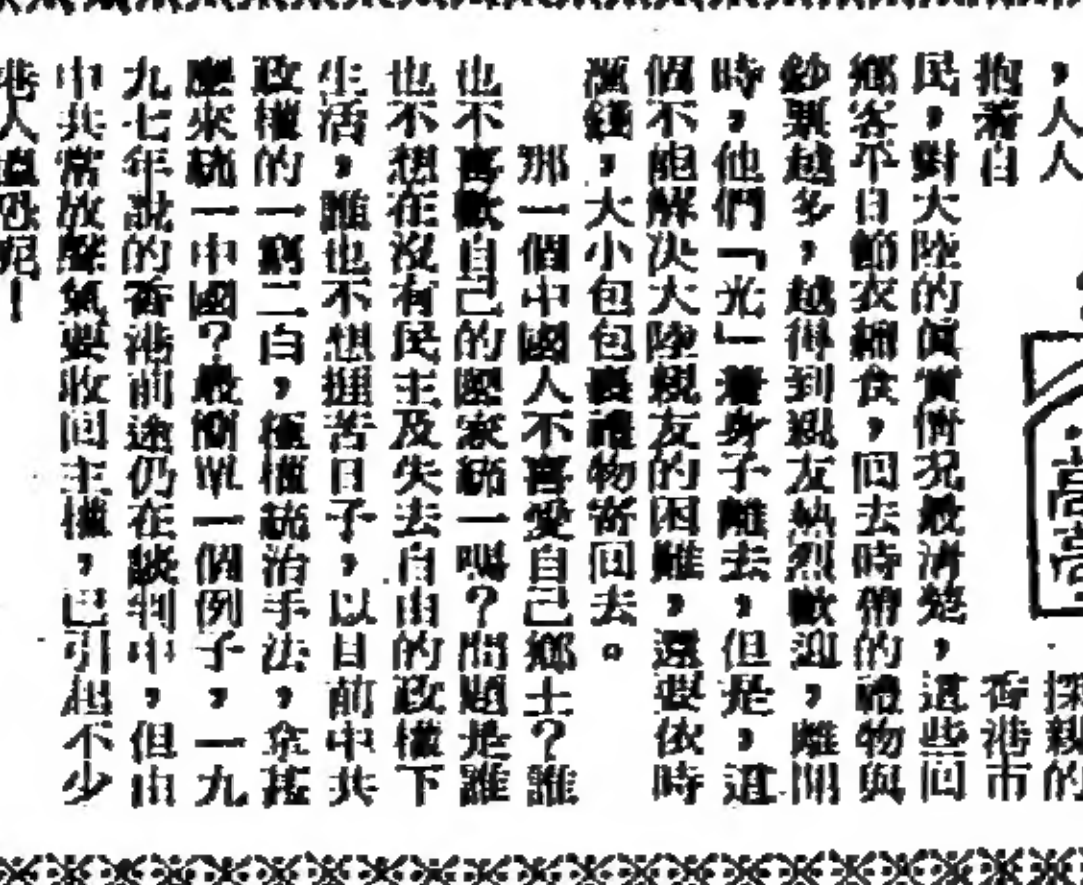 ，人人
探親的
抱着自
香港市
民，對大陸的眞實情況最淸楚，這些回
鄉客平日節衣縮食，回去時帶的禮物與
鈔票越多，越得到親友熱烈歡迎，離開
時，他們「光」着身子離去，但是，這
個不能解決大陸親友的困難，還要依時
滙錢，大小包包裹禮物寄回去。
那一個中國人不喜愛自己鄉土？誰
也不喜歡自己的國家統一嗎？問題是誰
也不想在沒有民主及失去自由的政權下
生活，誰也不想捱苦日子，以目前中共
政權的一窮二白，極權統治手法，拿甚
麼來統一中國？最簡單一個例子，一九
九七年說的香港前途仍在談判中，但由
中共常放聲氣要收回主權，已引起不少
港人恐呢！